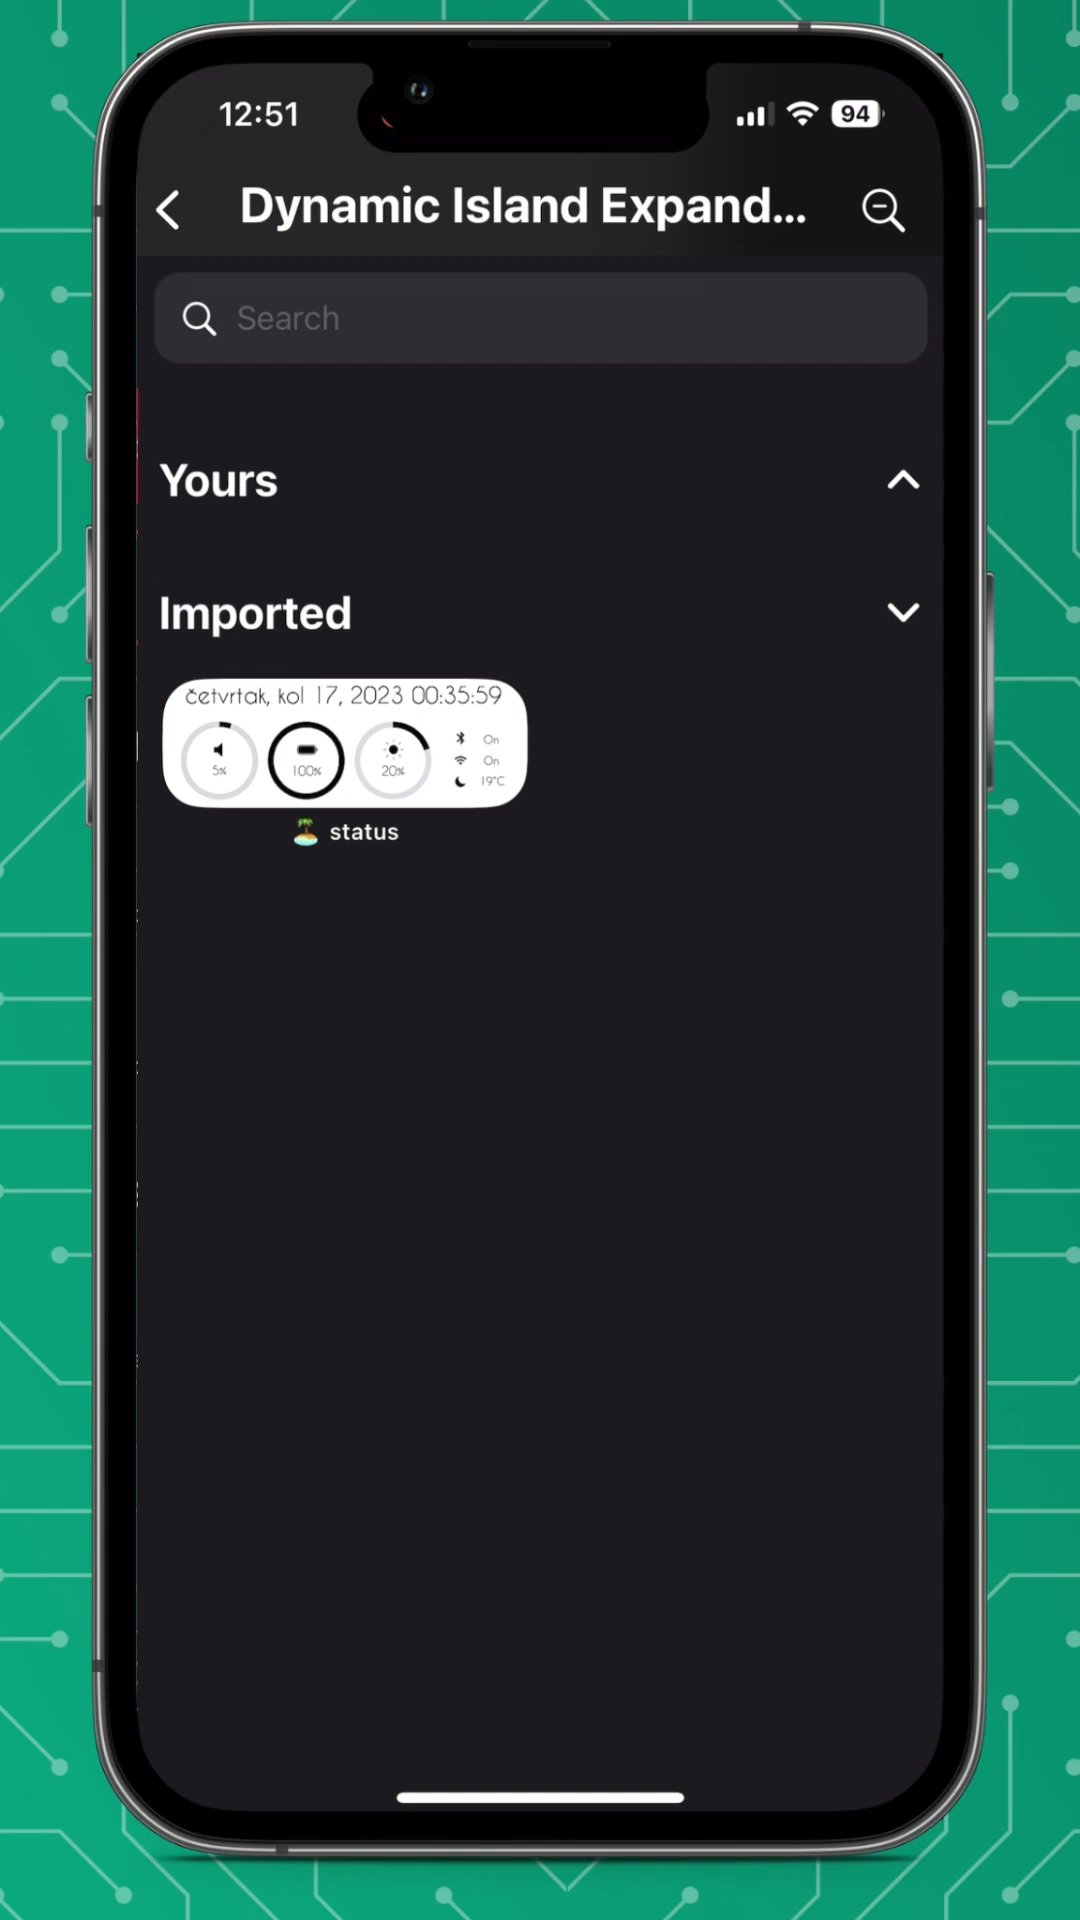 12:51
94
Dynamic Island Expand...
Search
Yours
Imported
četvrtak, kol 17, 2023 00:35:59
5%
100%
20%
On
On
19°C
🏝️ status